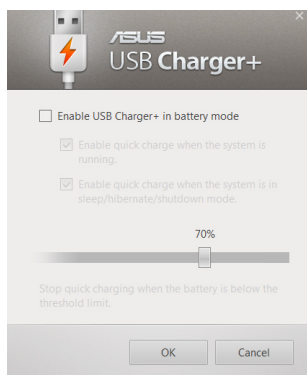 ASUS
USB Charger+
Enable USB Charger+ in battery mode
Enable quick charge when the system is
running.
Enable quick charge when the system is in
sleep/hibernate/shutdown mode.
70%
Stop quick charging when the battery is below the
threshold limit.
OK
Cancel